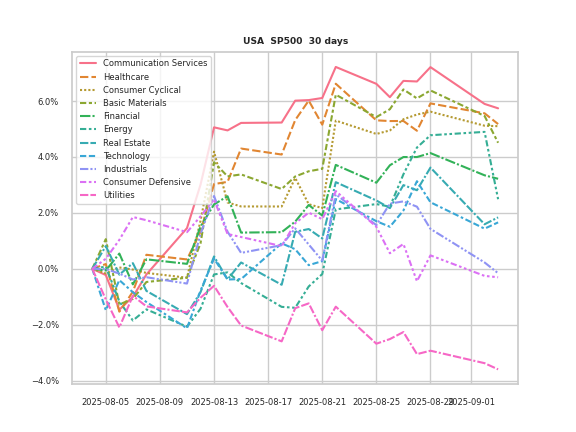 USA SP500 30 days
Communication Services
Healthcare
Consumer Cyclical
Basic Materials
Financial
Energy
Real Estate
Technology
Industrials
Consumer Defensive
Utilities
6.0%
4.0%
2.0%
0.0%
−2.0%
−4.0%
2025-08-05 2025-08-09 2025-08-13 2025-08-17 2025-08-21 2025-08-25 2025-08-29 2025-09-01